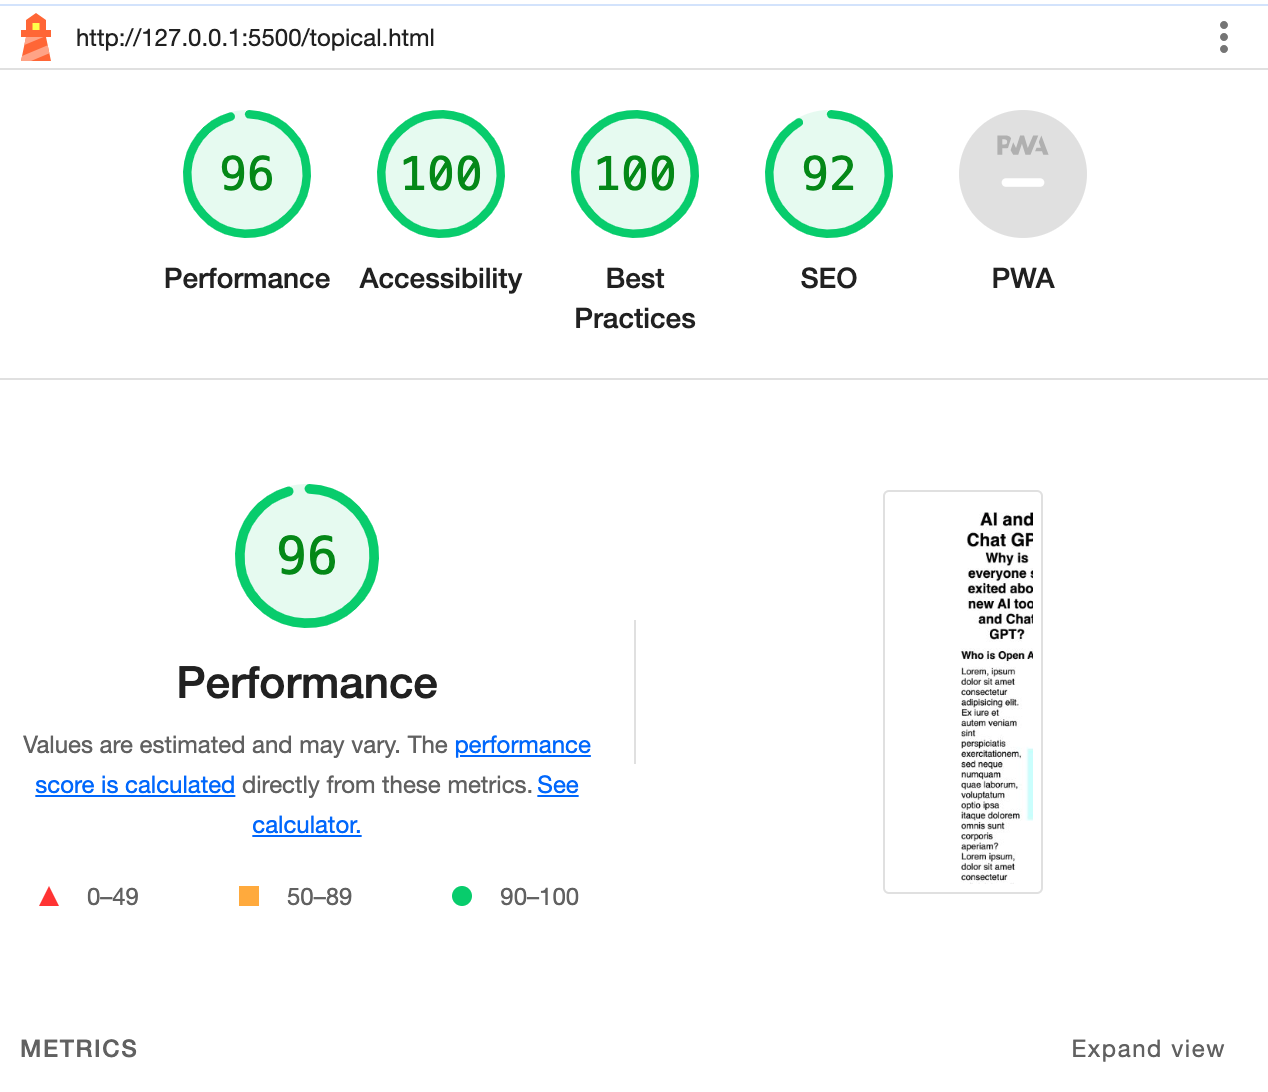 http://127.0.0.1:5500/topical.html
96
100
100
92
PWA
Performance
Accessibility
Best
Practices
SEO
PWA
96
Performance
Values are estimated and may vary. The performance
score is calculated directly from these metrics. See
calculator.
0–49
50–89
90–100
AI and
Chat GP
Why is
everyone s
exited abo
new AI too
and Chat
GPT?
Who is Open A
Lorem, ipsum
dolor sit amet
consectetur
adipisicing elit.
Ex iure et
autem veniam
sint
perspiciatis
exercitationem,
sed neque
numquam
quae laborum,
voluptatum
optio ipsa
itaque dolorem
omnis sunt
corporis
aperiam?
Lorem ipsum,
dolor sit amet
consectetur
METRICS
Expand view